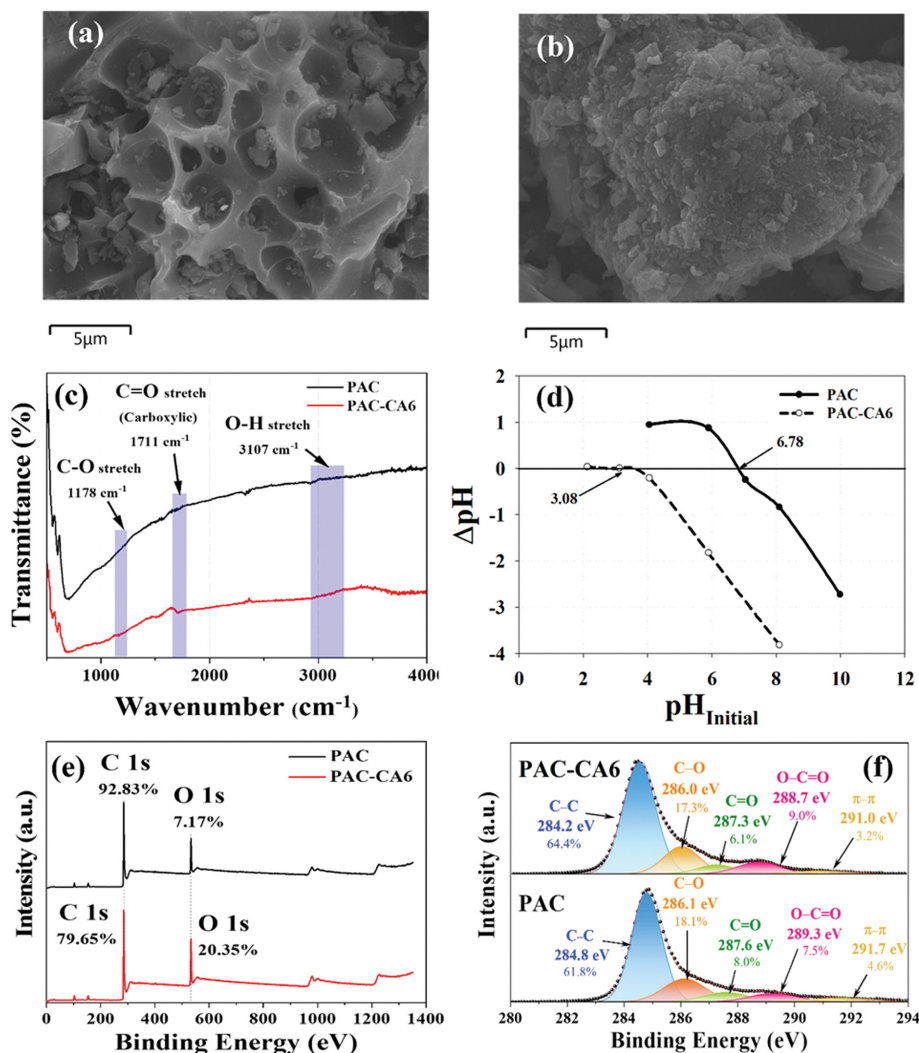 (a)
(b)
5µm
5µm
(c)
C=O stretch
(Carboxylic)
1711 cm-1
PAC
PAC-CA6
O-H stretch
3107 cm-1
C-O stretch
1178 cm-1
Transmittance (%)
1000
2000
3000
4000
Wavenumber (cm-1)
(d)
PAC
PAC-CA6
6.78
3.08
2
1
0
-1
-2
-3
-4
ΔpH
0 2 4 6 8 10 12
pHInitial
(e)
PAC
PAC-CA6
C 1s
92.83%
O 1s
7.17%
C 1s
79.65%
O 1s
20.35%
Intensity (a.u.)
0 200 400 600 800 1000 1200 1400
Binding Energy (eV)
(f)
PAC-CA6
C–C
284.2 eV
64.4%
C–O
286.0 eV
17.3%
C=O
287.3 eV
6.1%
O–C=O
288.7 eV
9.0%
π–π
291.0 eV
3.2%
PAC
C–C
284.8 eV
61.8%
C–O
286.1 eV
18.1%
C=O
287.6 eV
8.0%
O–C=O
289.3 eV
7.5%
π–π
291.7 eV
4.6%
Intensity (a.u.)
280 282 284 286 288 290 292 294
Binding Energy (eV)